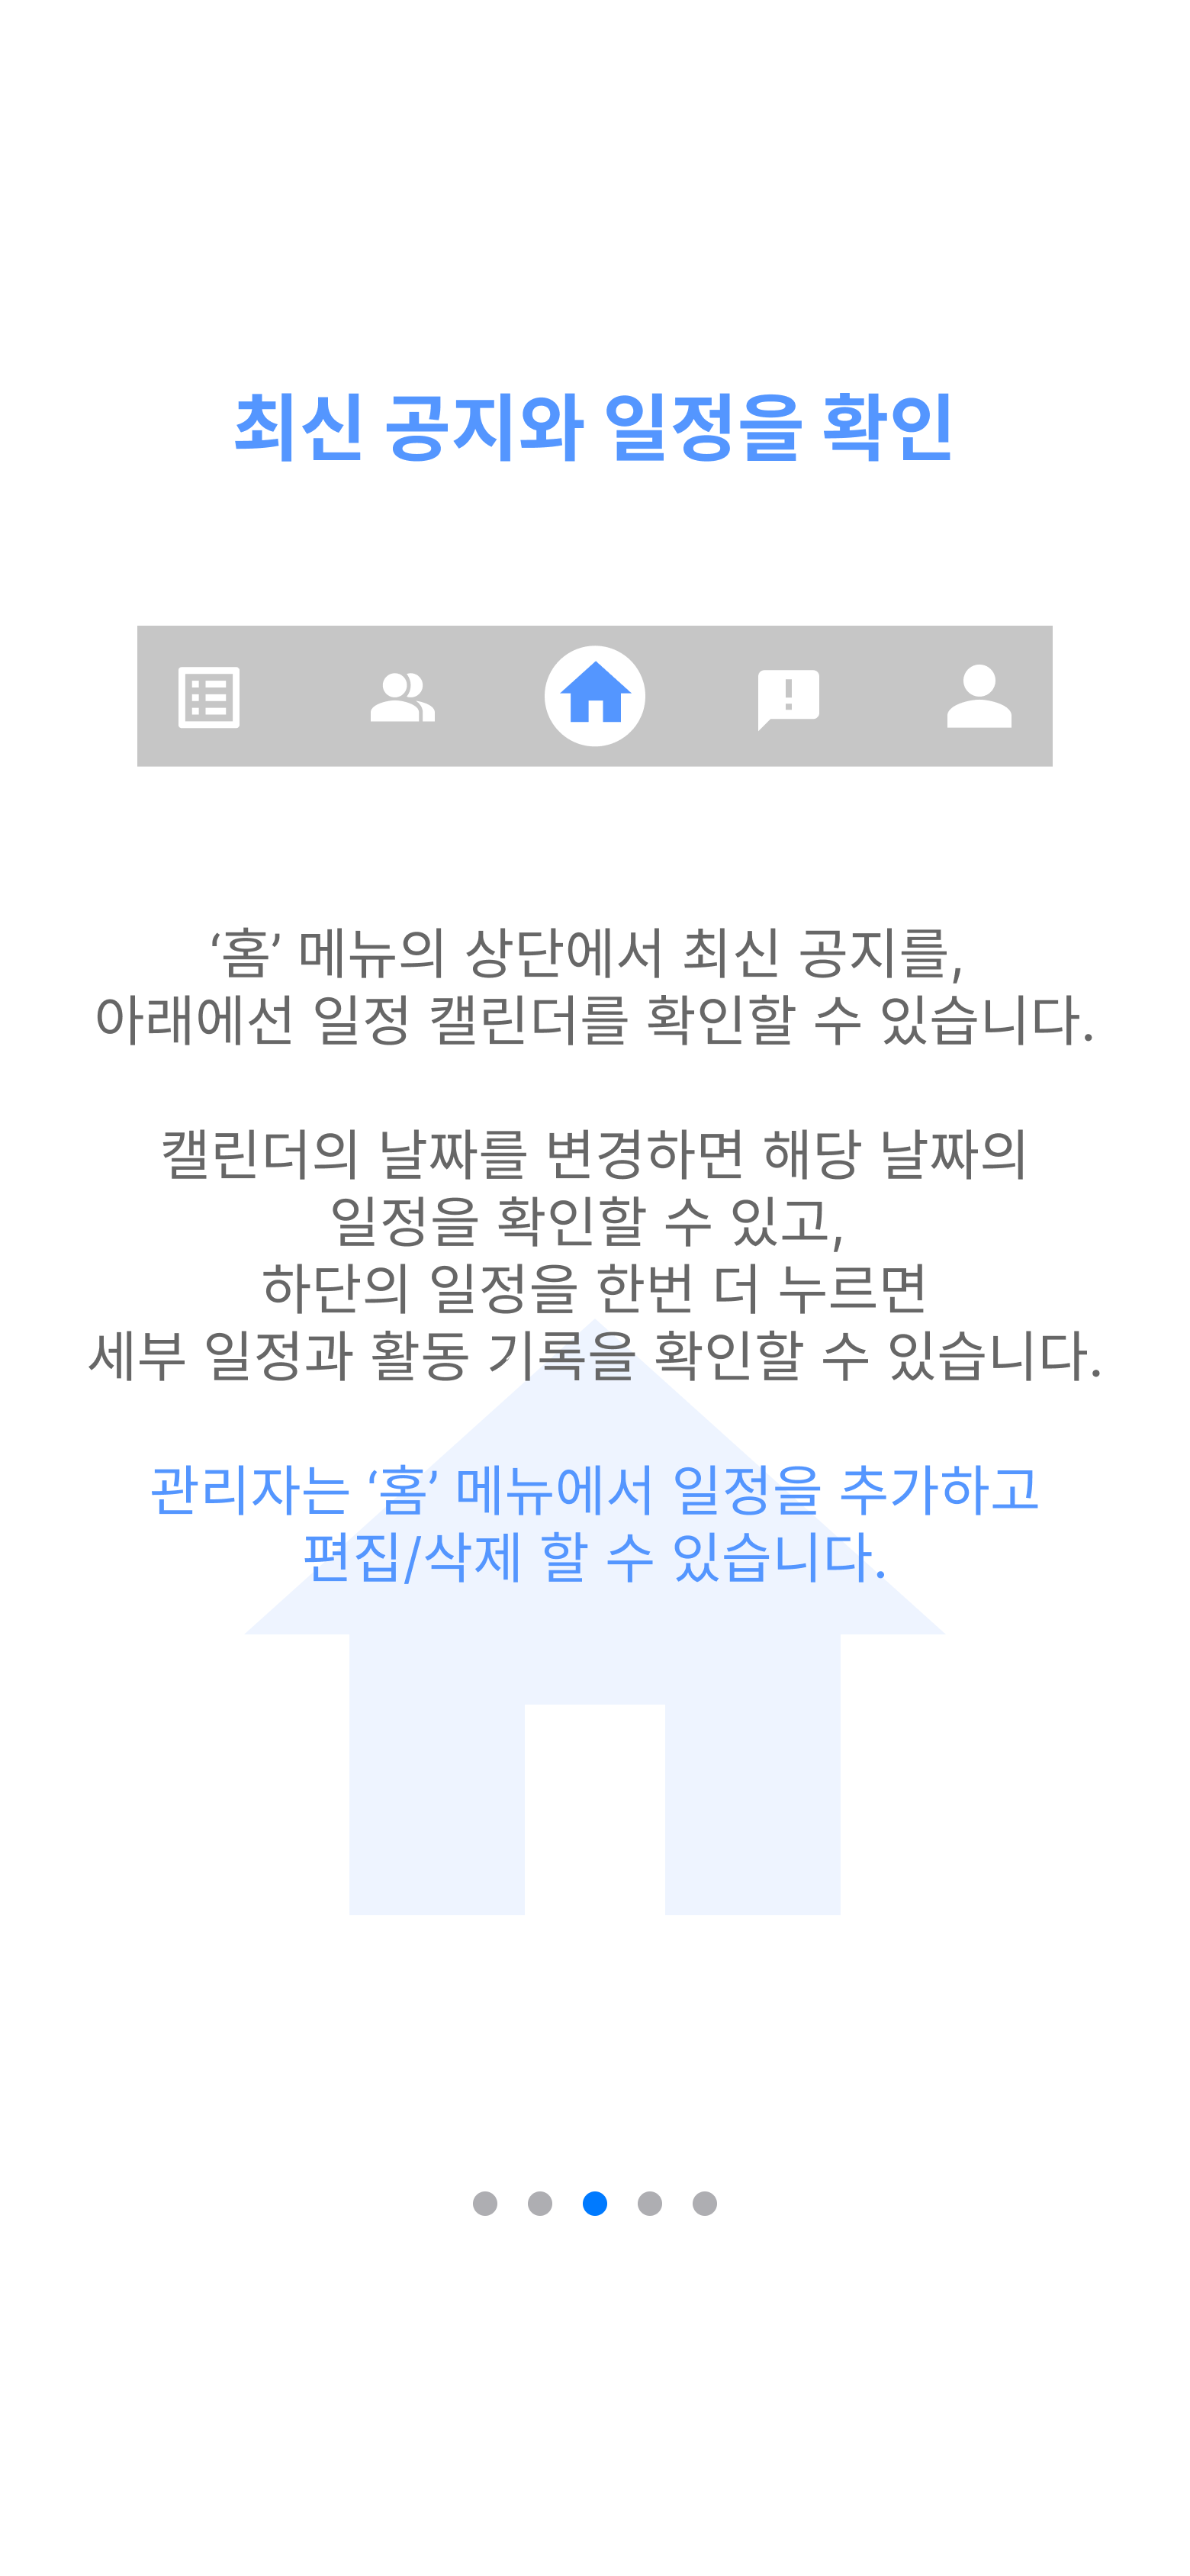 최신 공지와 일정을 확인
‘홈’ 메뉴의 상단에서 최신 공지를,
아래에선 일정 캘린더를 확인할 수 있습니다.
캘린더의 날짜를 변경하면 해당 날짜의
일정을 확인할 수 있고,
하단의 일정을 한번 더 누르면
세부 일정과 활동 기록을 확인할 수 있습니다.
관리자는 ‘홈’ 메뉴에서 일정을 추가하고
편집/삭제 할 수 있습니다.